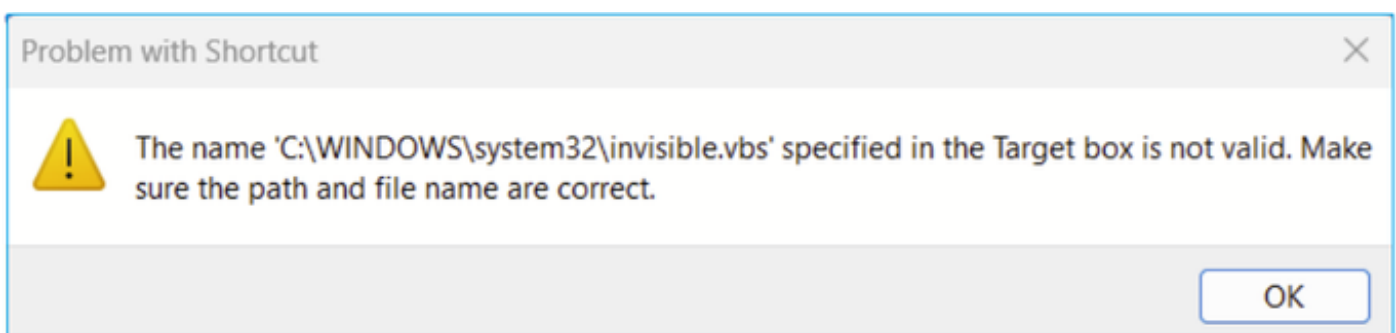 Problem with Shortcut
The name 'C:\WINDOWS\system32\invisible.vbs' specified in the Target box is not valid. Make
sure the path and file name are correct.
OK